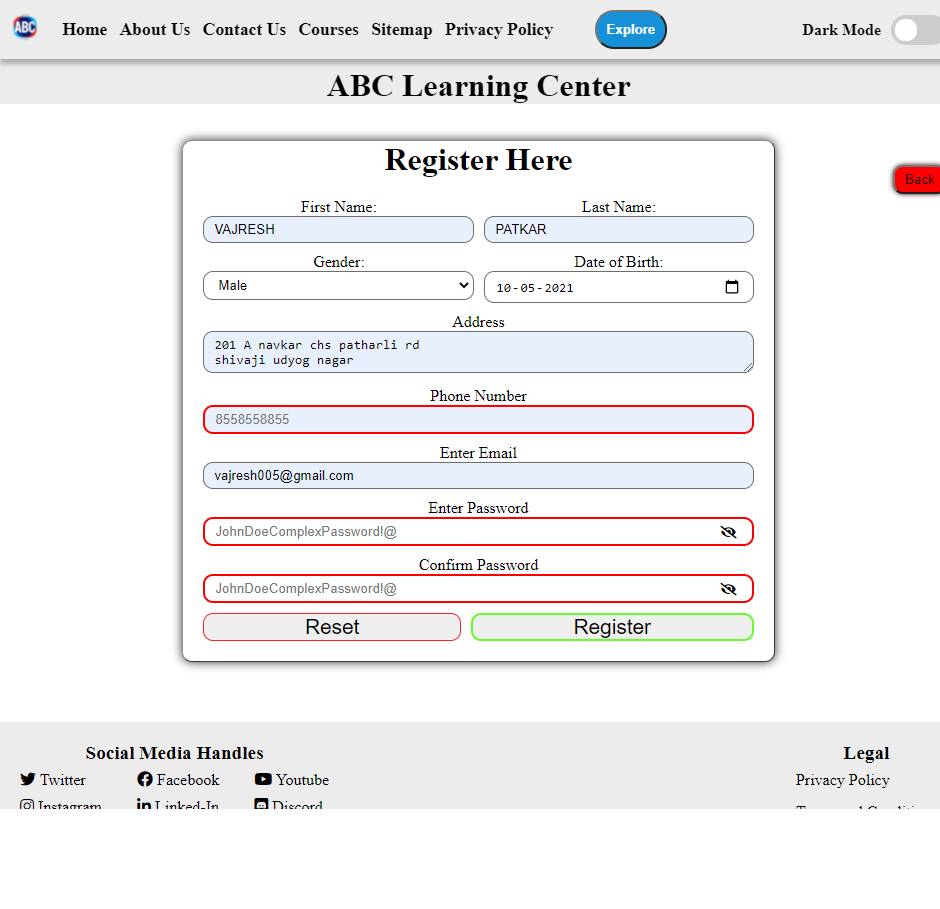 ABC Home About Us Contact Us Courses Sitemap Privacy Policy Explore Dark Mode
ABC Learning Center
Register Here
Back
First Name: Last Name:
VAJRESH PATKAR
Gender: Date of Birth:
Male 10-05-2021
Address
201 A navkar chs patharli rd
shivaji udyog nagar
Phone Number
8558558855
Enter Email
vajresh005@gmail.com
Enter Password
JohnDoeComplexPassword!@
Confirm Password
JohnDoeComplexPassword!@
Reset Register
Social Media Handles Legal
Twitter Facebook Youtube Privacy Policy
Instagram Linked-In Discord